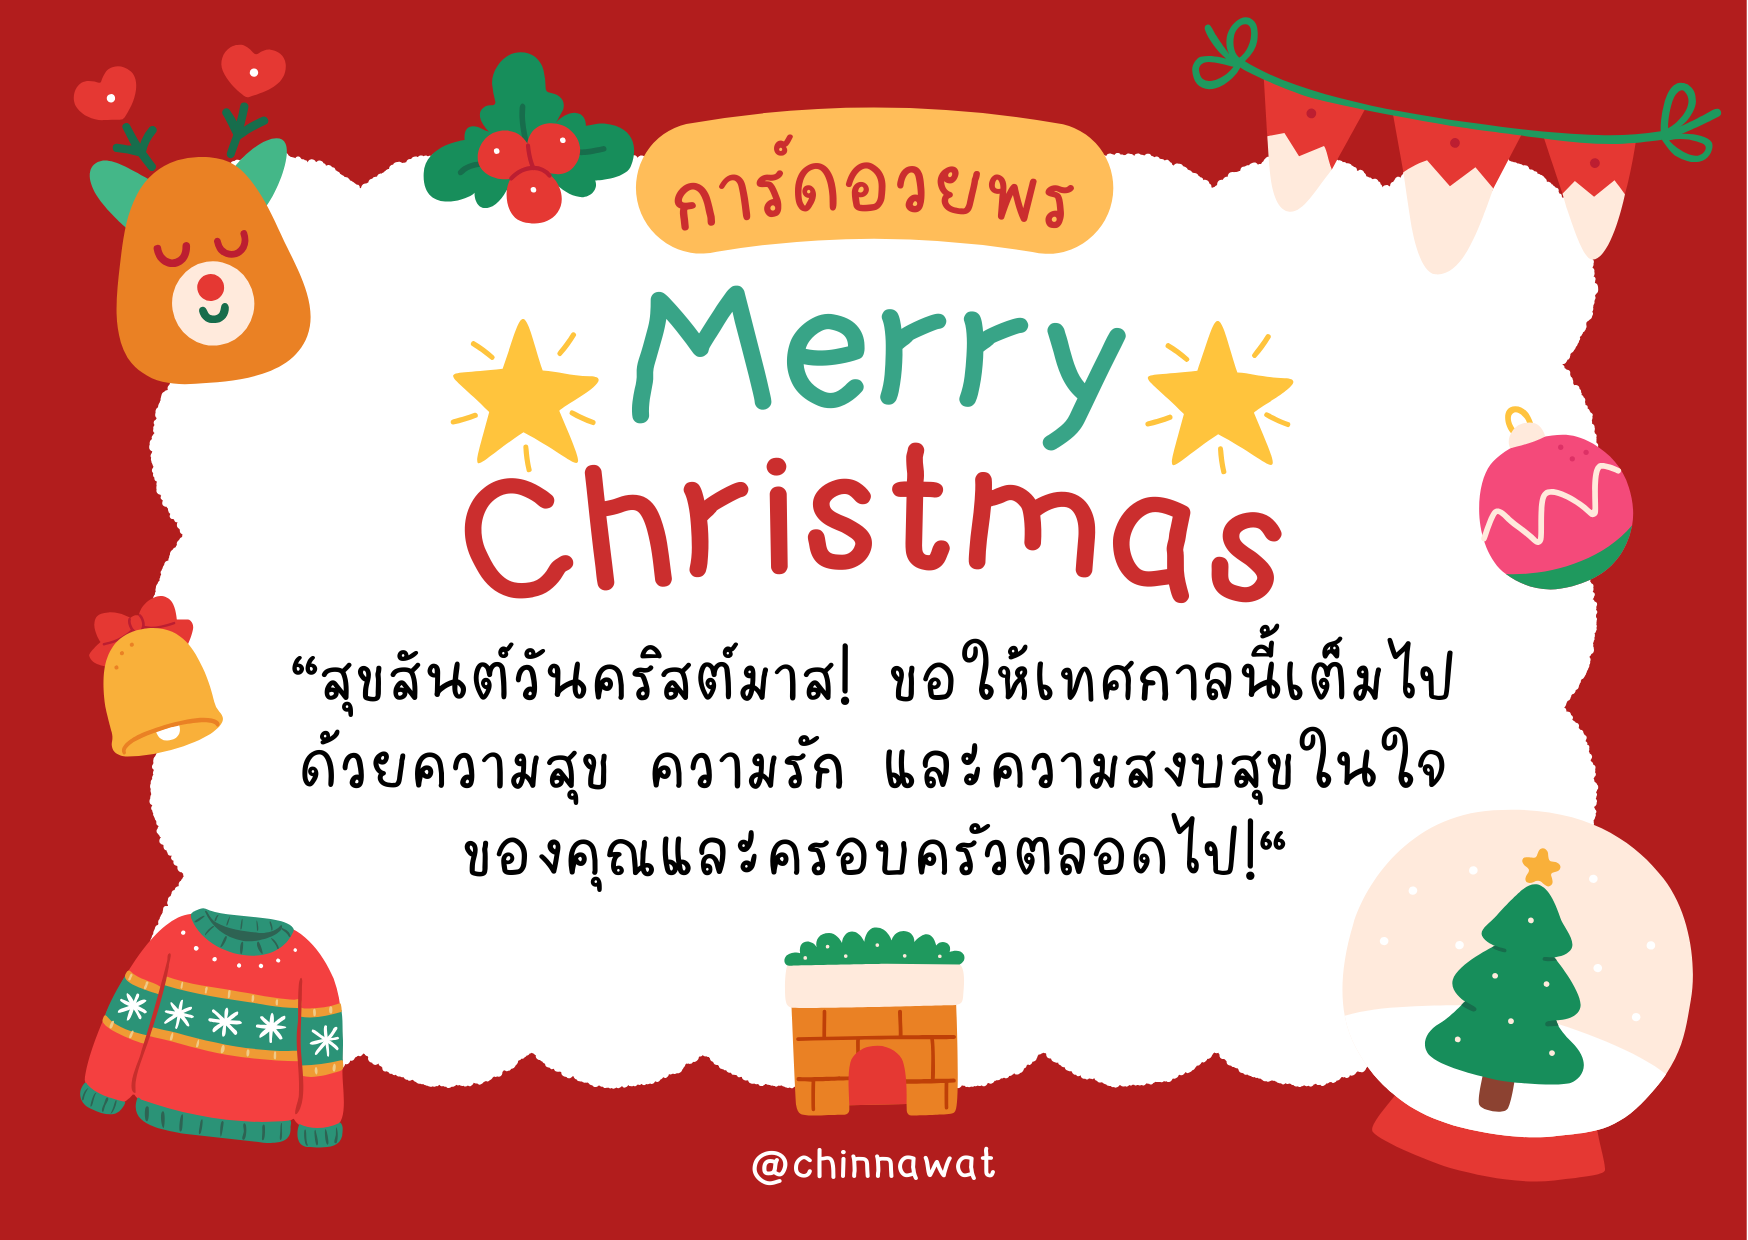 การ์ดอวยพร
Merry
Christmas
“สุขสันต์วันคริสต์มาส! ขอให้เทศกาลนี้เต็มไป
ด้วยความสุข ความรัก และความสงบสุขในใจ
ของคุณและครอบครัวตลอดไป!“
@chinnawat